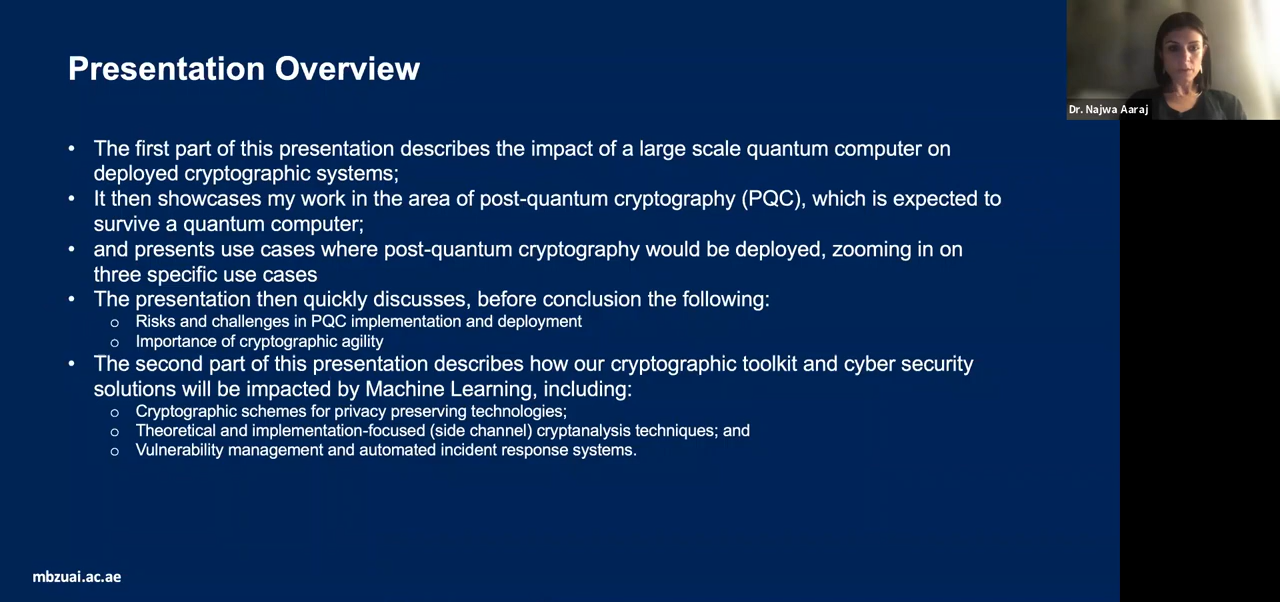 Presentation Overview
Dr. Najwa Aaraj
• The first part of this presentation describes the impact of a large scale quantum computer on
deployed cryptographic systems;
• It then showcases my work in the area of post-quantum cryptography (PQC), which is expected to
survive a quantum computer;
• and presents use cases where post-quantum cryptography would be deployed, zooming in on
three specific use cases
• The presentation then quickly discusses, before conclusion the following:
o Risks and challenges in PQC implementation and deployment
o Importance of cryptographic agility
• The second part of this presentation describes how our cryptographic toolkit and cyber security
solutions will be impacted by Machine Learning, including:
o Cryptographic schemes for privacy preserving technologies;
o Theoretical and implementation-focused (side channel) cryptanalysis techniques; and
o Vulnerability management and automated incident response systems.
mbzuai.ac.ae